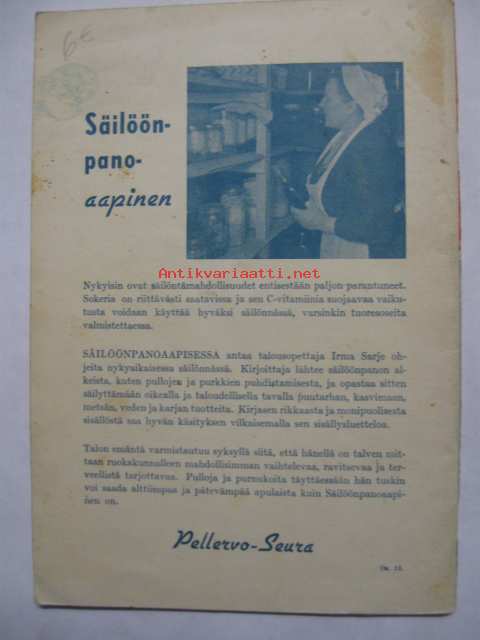 6€
Säilöön-
pano-
aapinen
Antikvariaatti.net
Nykyisin ovat säilöntämahdollisuudet entisestään paljon parantuneet.
Sokeria on riittävästi saatavissa ja sen C-vitamiinia suojaavaa vaiku-
tusta voidaan käyttää hyväksi säilönnässä, varsinkin tuoresoseita
valmistettaessa.
SÄILÖÖNPANOAAPISESSA antaa talousopettaja Irma Sarje oh-
jeita nykyaikaisessa säilönnässä. Kirjoittaja lähtee säilöönpanon al-
keista, kuten pullojen ja purkkien puhdistamisesta, ja opastaa sitten
säilyttämään oikealla ja taloudellisella tavalla puutarhan, kasvimaan,
metsän, veden ja karjan tuotteita. Kirjasen rikkaasta ja monipuolisesta
sisällöstä saa hyvän käsityksen vilkaisemalla sen sisällysluetteloa.
Talon emäntä varmistautuu syksyllä siitä, että hänellä on talven mit-
taan ruokakunnalleen mahdollisimman vaihtelevaa, ravitsevaa ja ter-
veellistä tarjottavaa. Pulloja ja purnukoita täyttäessään hän tuskin
voi saada alttiimpaa ja pätevämpää apulaista kuin Säilöönpanoaapi-
nen on.
Pellervo-Seura